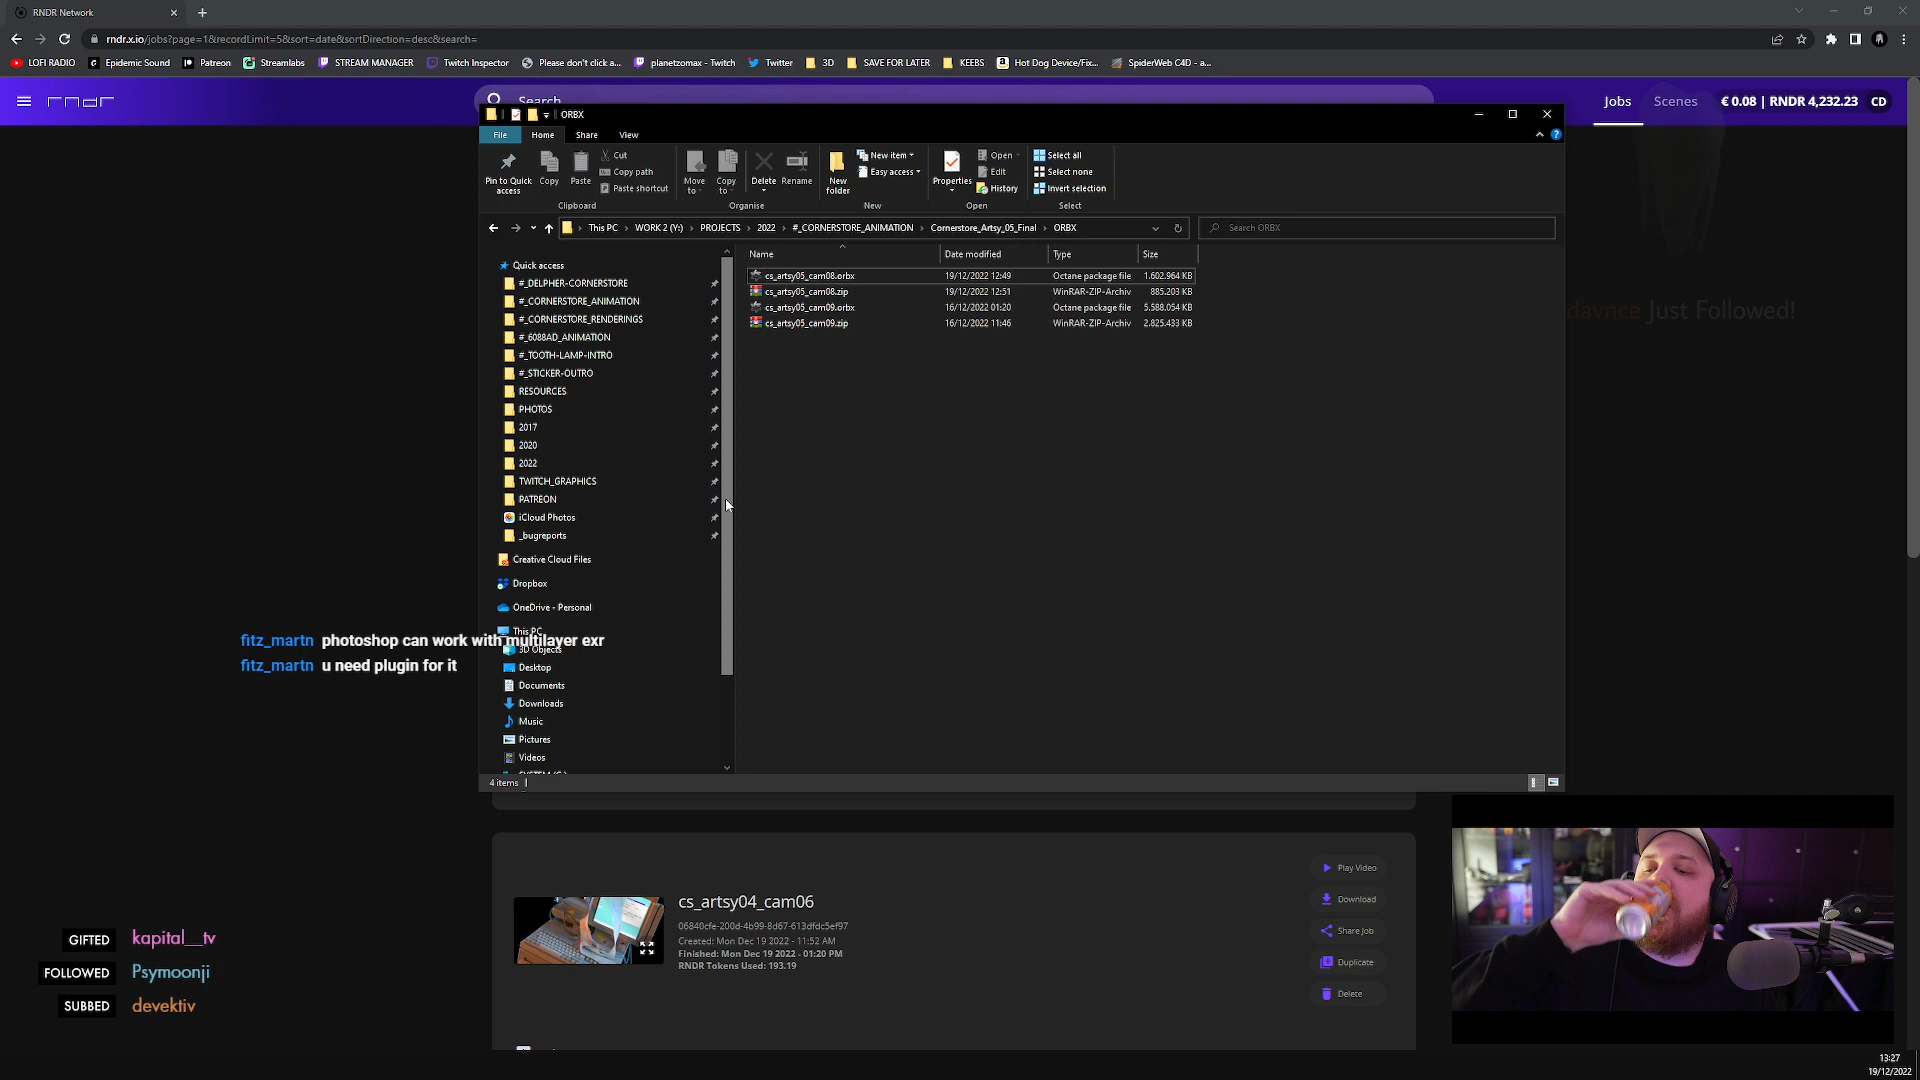 RNDR Network
rndr.x.io/jobs?page=1&recordLimit=5&sort=date&sortDirection=desc&search=
LOFI RADIO
Epidemic Sound
Patreon
Streamlabs
STREAM MANAGER
Twitch Inspector
Please don't click a...
planetzomax - Twitch
Twitter
3D
SAVE FOR LATER
KEEBS
Hot Dog Device/Fix...
SpiderWeb C4D - a...
rndr
Search
Jobs
Scenes
€ 0.08 | RNDR 4,232.23
CD
ORBX
File
Home
Share
View
Pin to Quick access
Copy
Paste
Cut
Copy path
Paste shortcut
Clipboard
Move to
Copy to
Delete
Rename
Organise
New folder
New item
Easy access
New
Properties
Open
Edit
History
Open
Select all
Select none
Invert selection
Select
This PC
WORK 2 (Y:)
PROJECTS
2022
#_CORNERSTORE_ANIMATION
Cornerstore_Artsy_05_Final
ORBX
Search ORBX
Name
Date modified
Type
Size
cs_artsy05_cam08.orbx 19/12/2022 12:49 Octane package file 1.602.964 KB
cs_artsy05_cam08.zip 19/12/2022 12:51 WinRAR-ZIP-Archiv 885.203 KB
cs_artsy05_cam09.orbx 16/12/2022 01:20 Octane package file 5.588.054 KB
cs_artsy05_cam09.zip 16/12/2022 11:46 WinRAR-ZIP-Archiv 2.825.433 KB
Quick access
#_DELPHER-CORNERSTORE
#_CORNERSTORE_ANIMATION
#_CORNERSTORE_RENDERINGS
#_6088AD_ANIMATION
#_TOOTH-LAMP-INTRO
#_STICKER-OUTRO
RESOURCES
PHOTOS
2017
2020
2022
TWITCH_GRAPHICS
PATREON
iCloud Photos
_bugreports
Creative Cloud Files
Dropbox
OneDrive - Personal
This PC
3D Objects
Desktop
Documents
Downloads
Music
Pictures
Videos
4 items
davnce Just Followed!
fitz_martn photoshop can work with multilayer exr
fitz_martn u need plugin for it
cs_artsy04_cam06
06840cfe-200d-4b99-8d67-613dfdc5ef97
Created: Mon Dec 19 2022 - 11:52 AM
Finished: Mon Dec 19 2022 - 01:20 PM
RNDR Tokens Used: 193.19
Play Video
Download
Share Job
Duplicate
Delete
GIFTED kapital__tv
FOLLOWED Psymoonji
SUBBED devektiv
13:27
19/12/2022